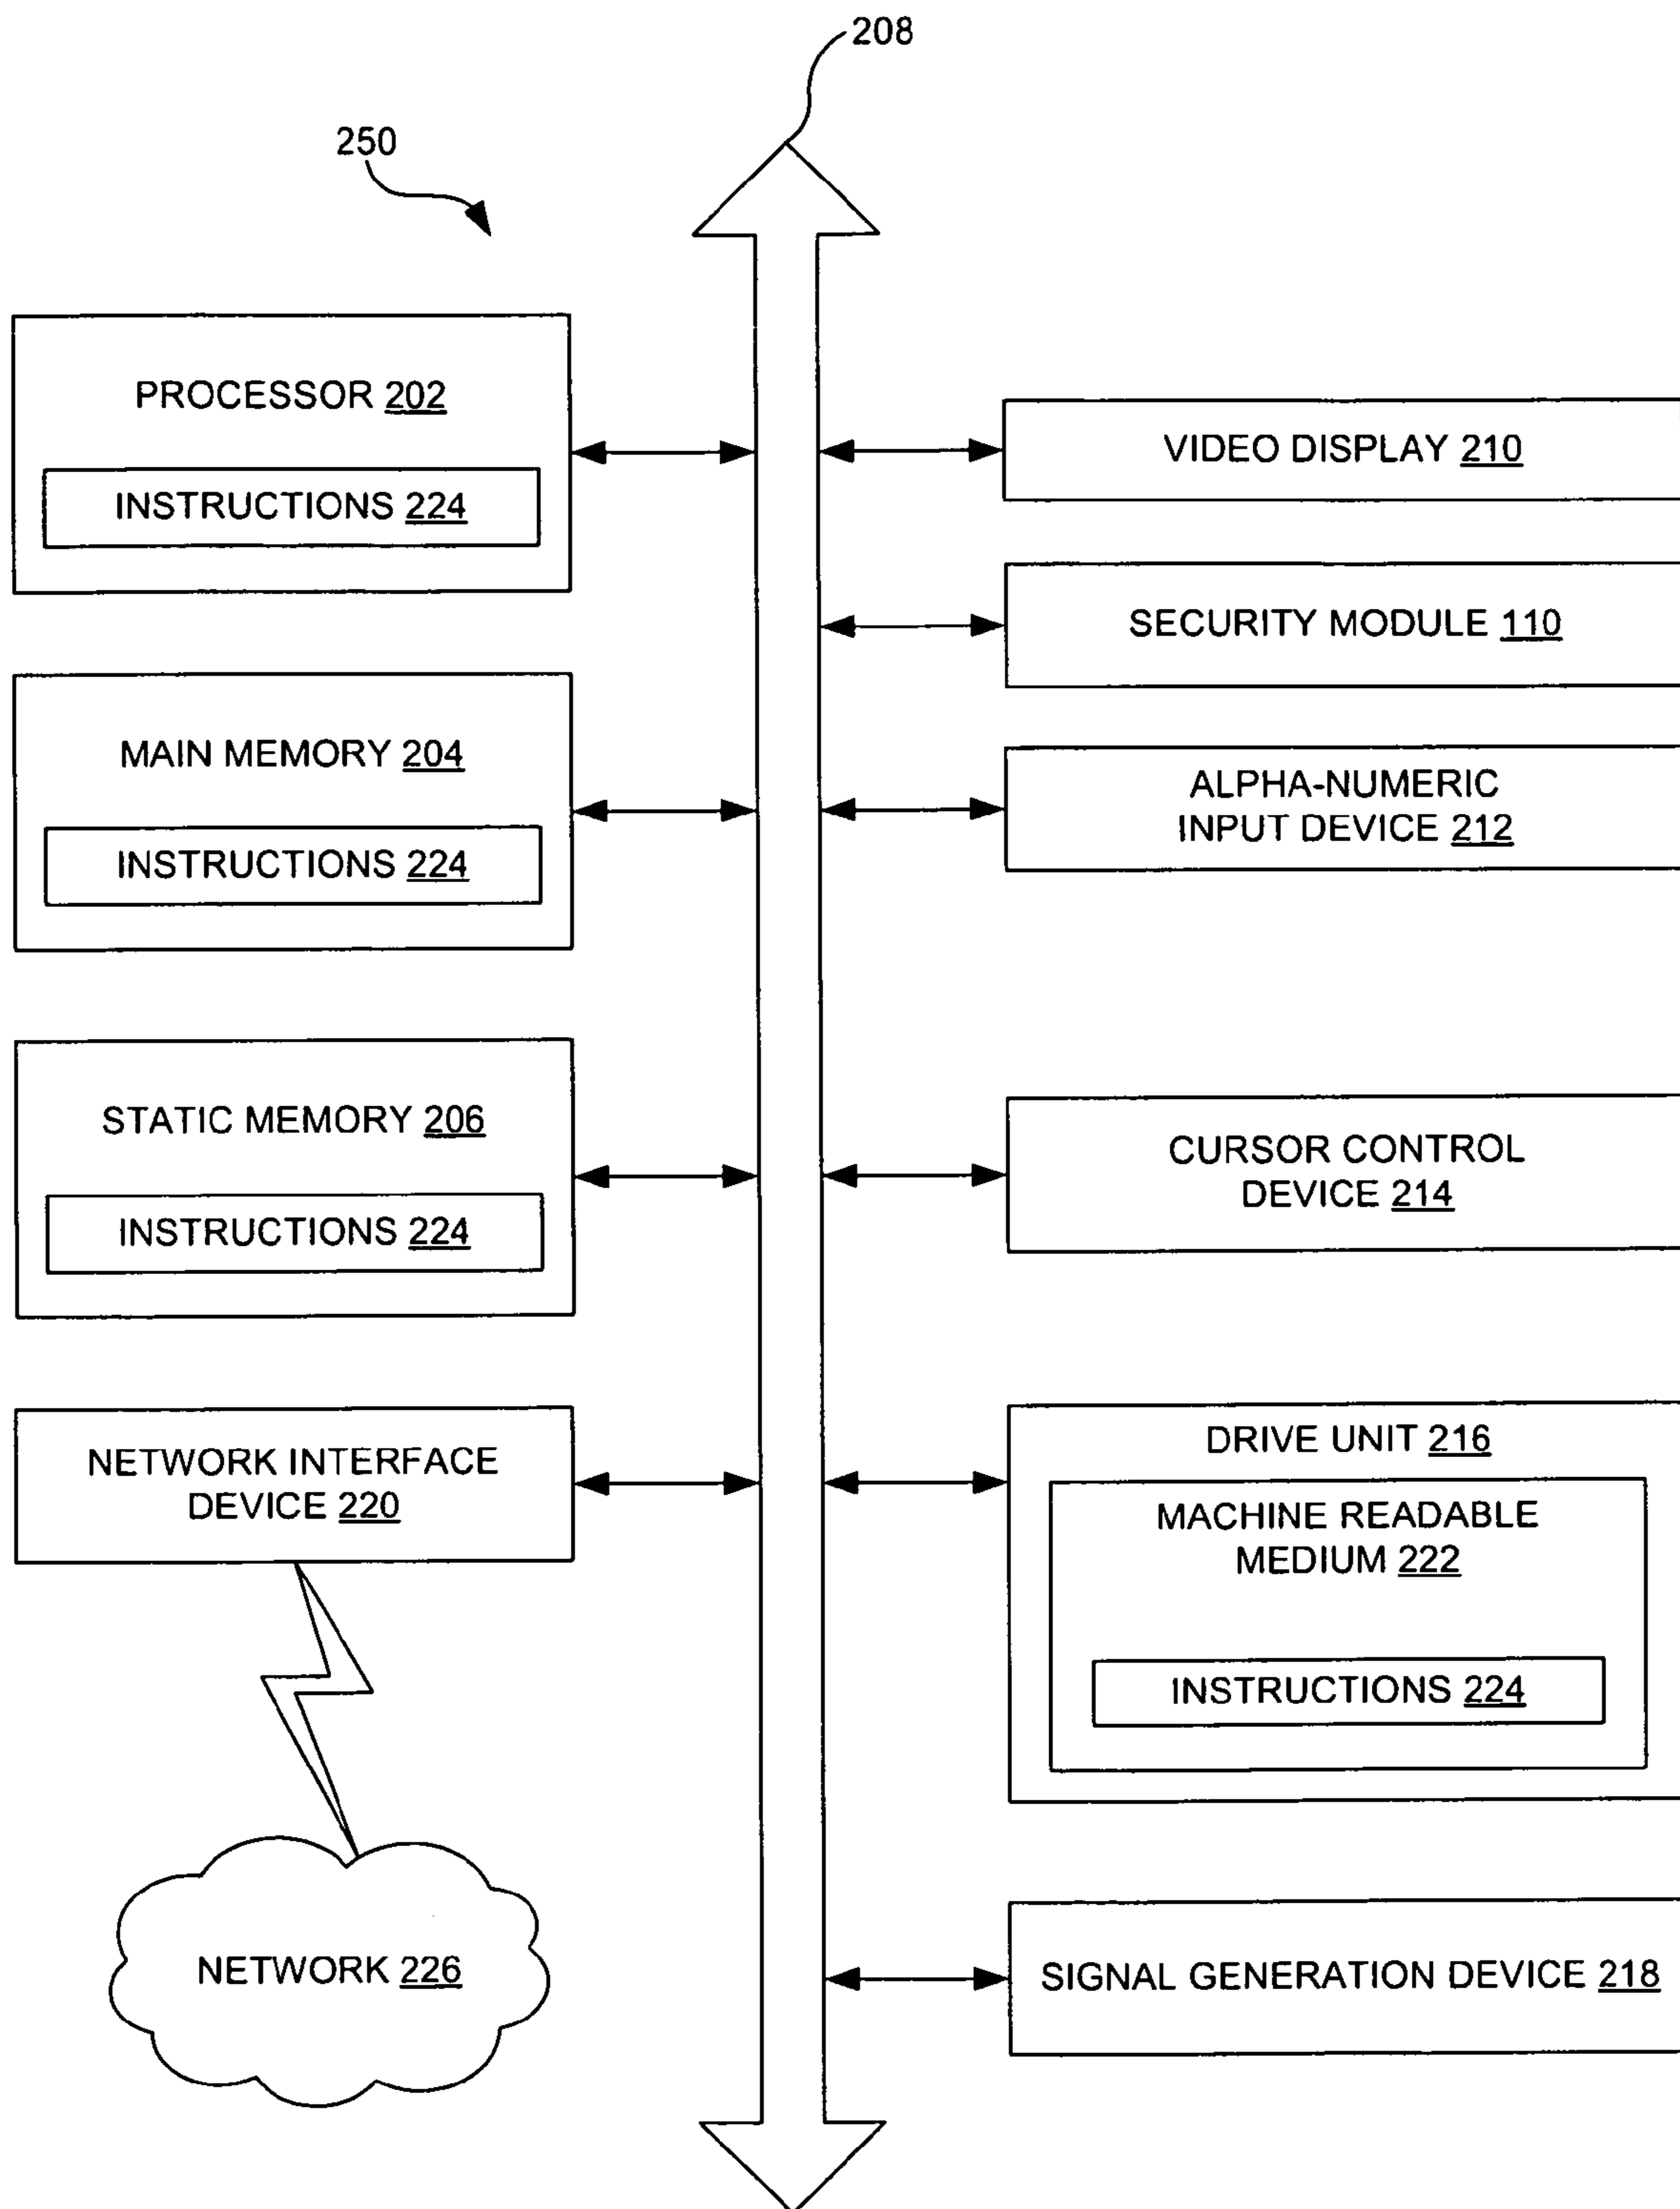 208
250
PROCESSOR 202
INSTRUCTIONS 224
MAIN MEMORY 204
INSTRUCTIONS 224
STATIC MEMORY 206
INSTRUCTIONS 224
NETWORK INTERFACE
DEVICE 220
NETWORK 226
VIDEO DISPLAY 210
SECURITY MODULE 110
ALPHA-NUMERIC
INPUT DEVICE 212
CURSOR CONTROL
DEVICE 214
DRIVE UNIT 216
MACHINE READABLE
MEDIUM 222
INSTRUCTIONS 224
SIGNAL GENERATION DEVICE 218